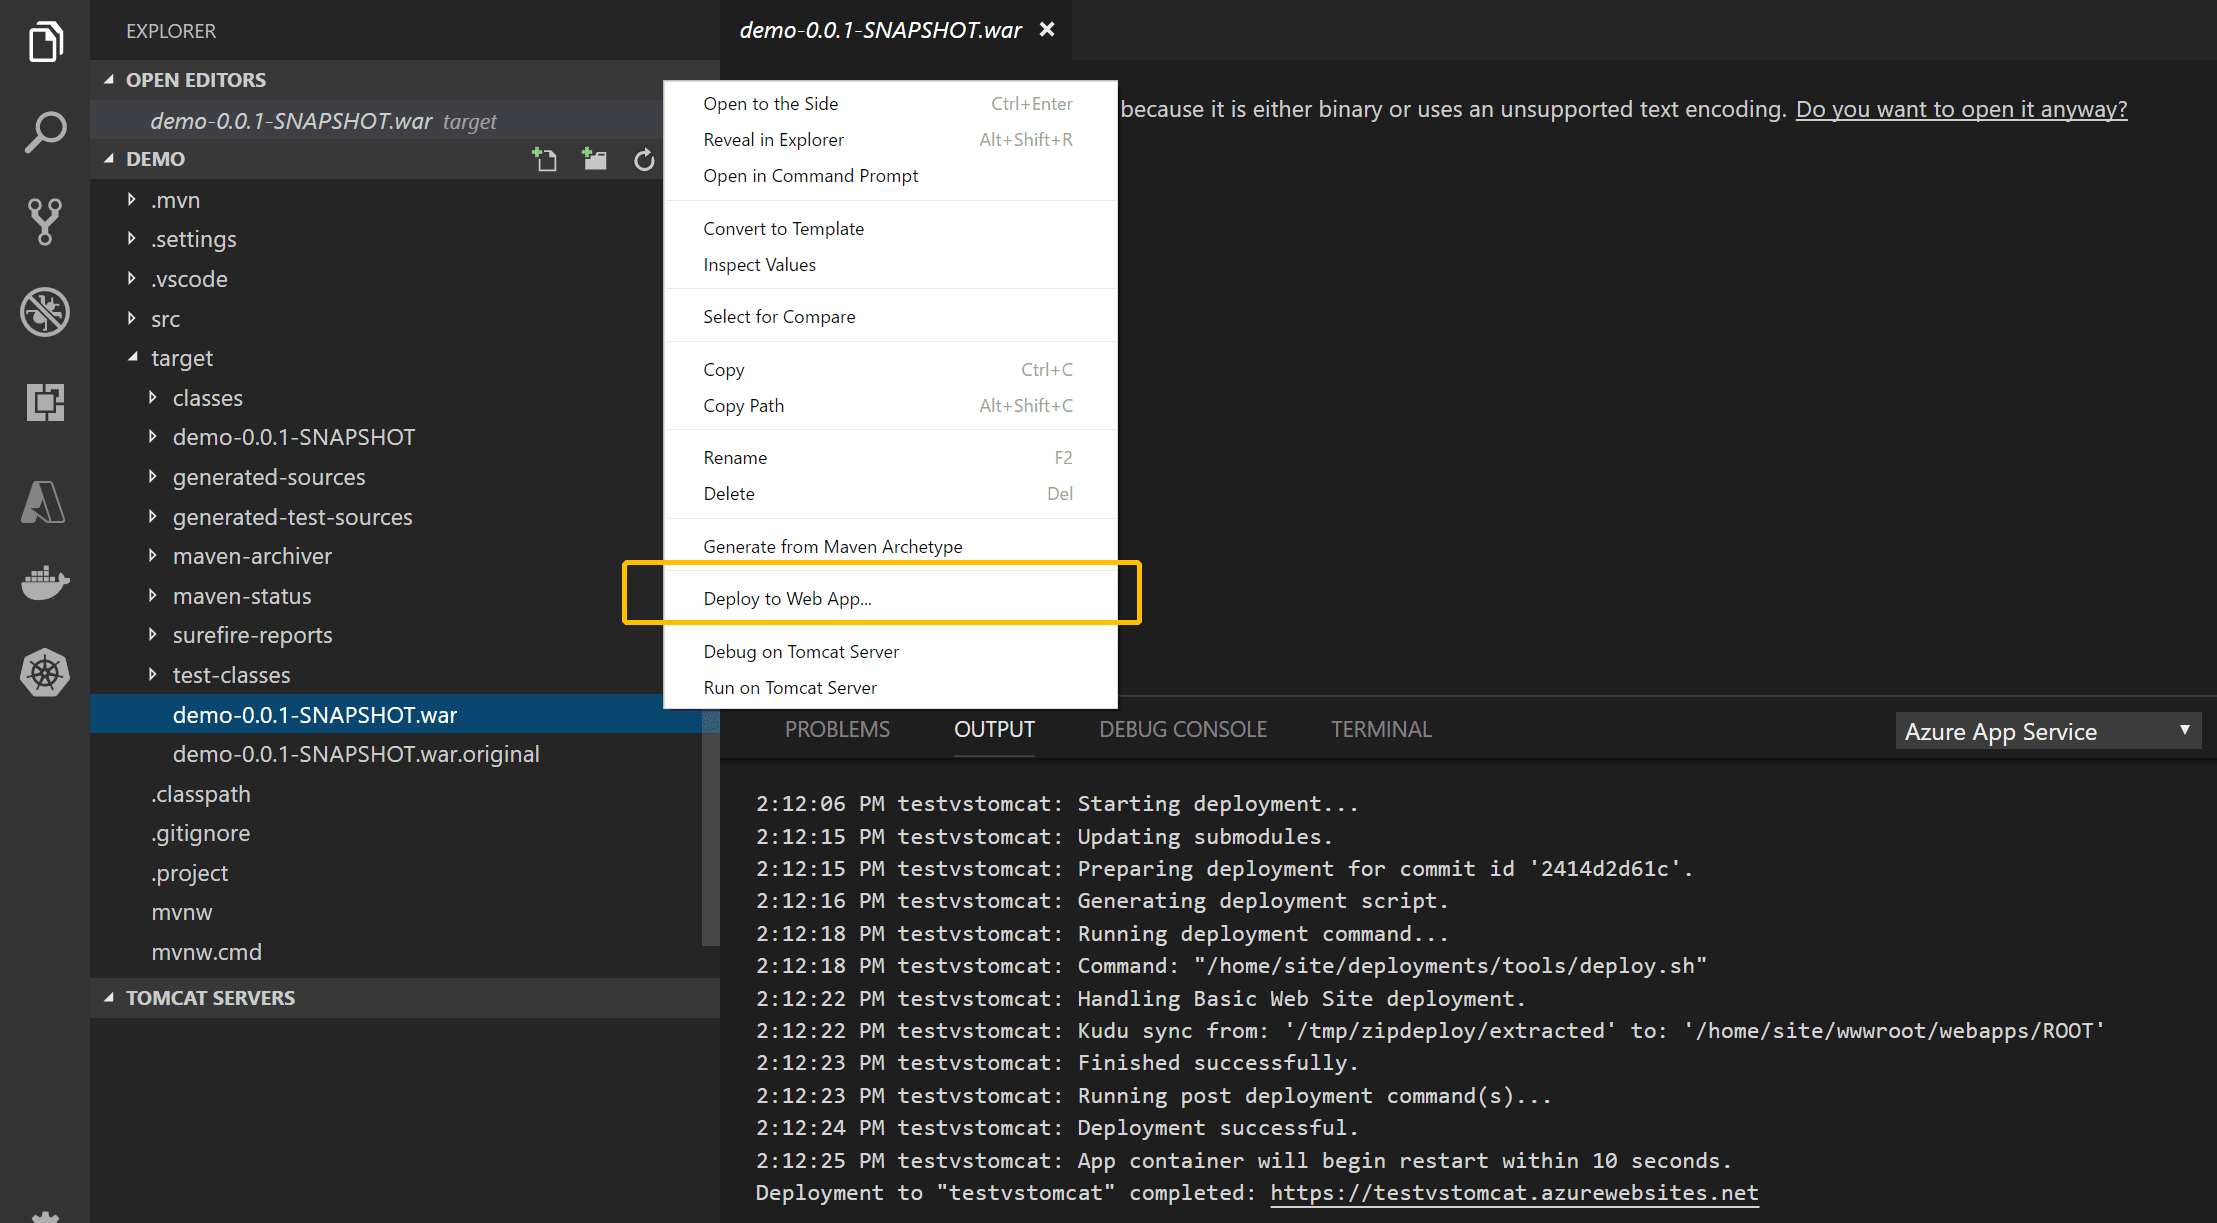 EXPLORER
OPEN EDITORS
demo-0.0.1-SNAPSHOT.war target
DEMO
.mvn
.settings
.vscode
src
target
classes
demo-0.0.1-SNAPSHOT
generated-sources
generated-test-sources
maven-archiver
maven-status
surefire-reports
test-classes
demo-0.0.1-SNAPSHOT.war
demo-0.0.1-SNAPSHOT.war.original
.classpath
.gitignore
.project
mvnw
mvnw.cmd
TOMCAT SERVERS
demo-0.0.1-SNAPSHOT.war
because it is either binary or uses an unsupported text encoding. Do you want to open it anyway?
Open to the Side Ctrl+Enter
Reveal in Explorer Alt+Shift+R
Open in Command Prompt
Convert to Template
Inspect Values
Select for Compare
Copy Ctrl+C
Copy Path Alt+Shift+C
Rename F2
Delete Del
Generate from Maven Archetype
Deploy to Web App...
Debug on Tomcat Server
Run on Tomcat Server
PROBLEMS OUTPUT DEBUG CONSOLE TERMINAL Azure App Service
2:12:06 PM testvstomcat: Starting deployment...
2:12:15 PM testvstomcat: Updating submodules.
2:12:15 PM testvstomcat: Preparing deployment for commit id '2414d2d61c'.
2:12:16 PM testvstomcat: Generating deployment script.
2:12:18 PM testvstomcat: Running deployment command...
2:12:18 PM testvstomcat: Command: "/home/site/deployments/tools/deploy.sh"
2:12:22 PM testvstomcat: Handling Basic Web Site deployment.
2:12:22 PM testvstomcat: Kudu sync from: '/tmp/zipdeploy/extracted' to: '/home/site/wwwroot/webapps/ROOT'
2:12:23 PM testvstomcat: Finished successfully.
2:12:23 PM testvstomcat: Running post deployment command(s)...
2:12:24 PM testvstomcat: Deployment successful.
2:12:25 PM testvstomcat: App container will begin restart within 10 seconds.
Deployment to "testvstomcat" completed: https://testvstomcat.azurewebsites.net